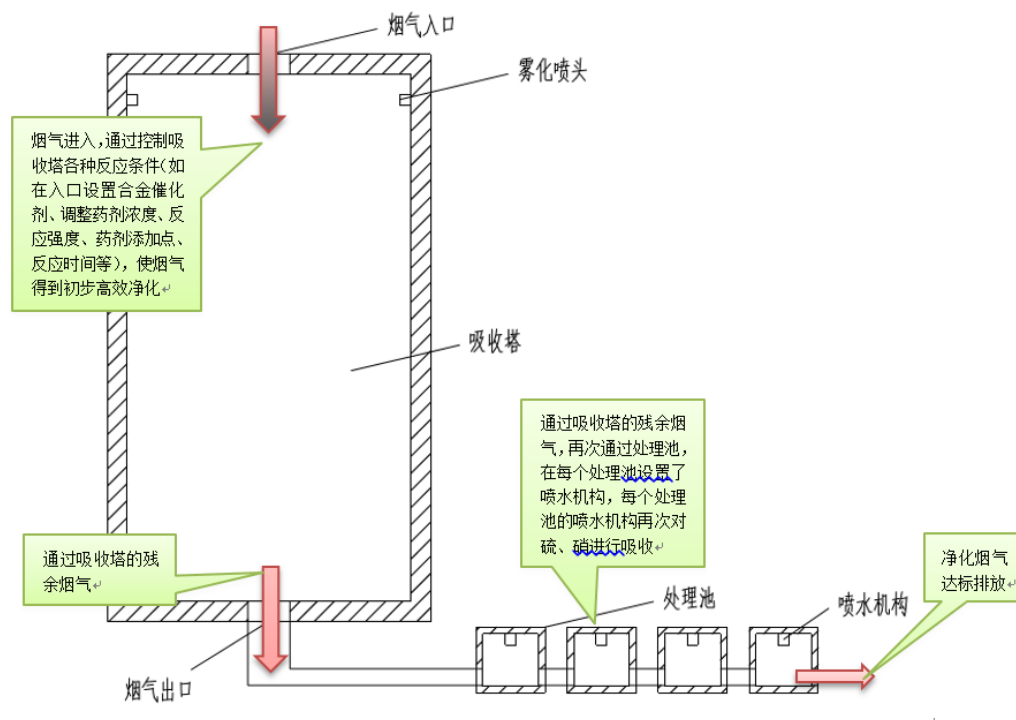 烟气入口
雾化喷头
烟气进入，通过控制吸
收塔各种反应条件（如
在入口设置合金催化
剂、调整药剂浓度、反
应强度、药剂添加点、
反应时间等），使烟气
得到初步高效净化
吸收塔
通过吸收塔的残余烟
气，再次通过处理池，
在每个处理池设置了
喷水机构，每个处理
池的喷水机构再次对
硫、硝进行吸收
通过吸收塔的残
余烟气
净化烟气
达标排放
处理池
喷水机构
烟气出口